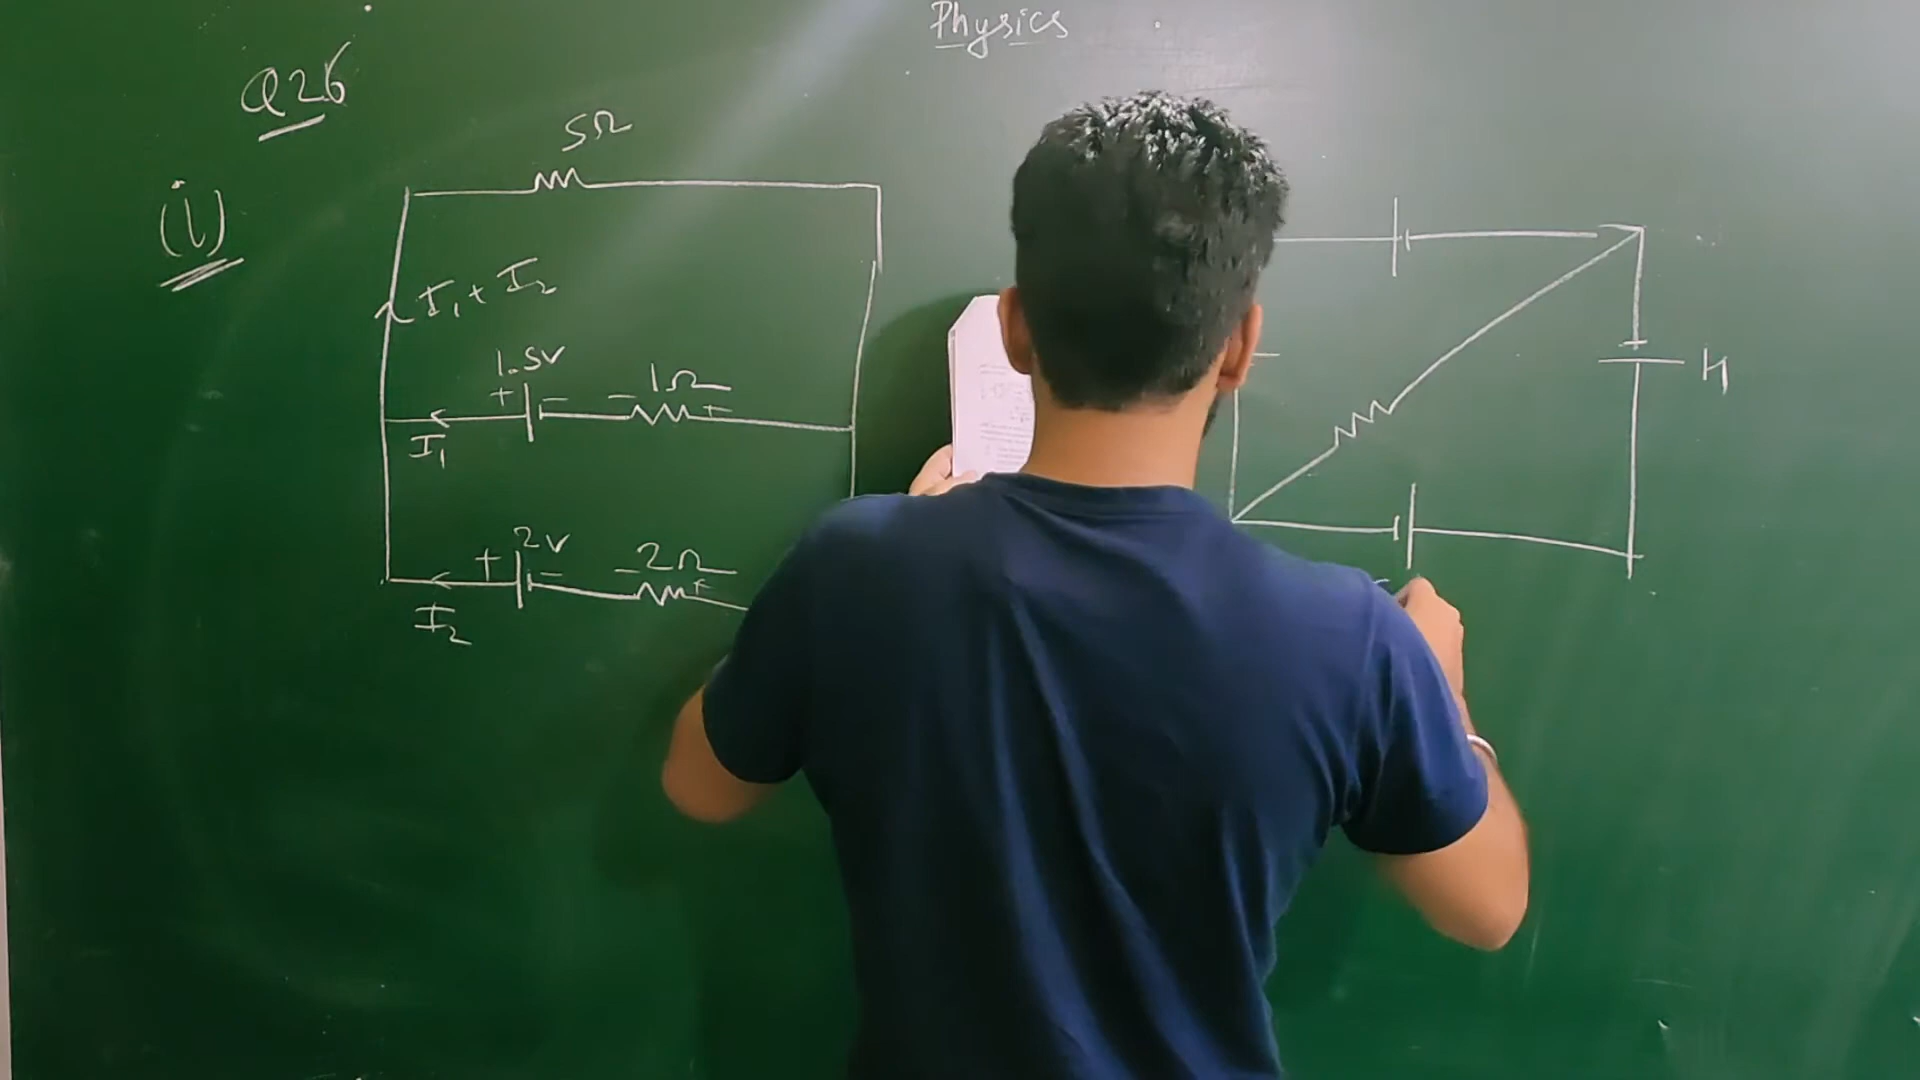 Physics
Q26
(i)
5Ω
I₁ + I₂
1.5V
+ -
- 1Ω +
I₁
2V
+ -
- 2Ω +
I₂
H